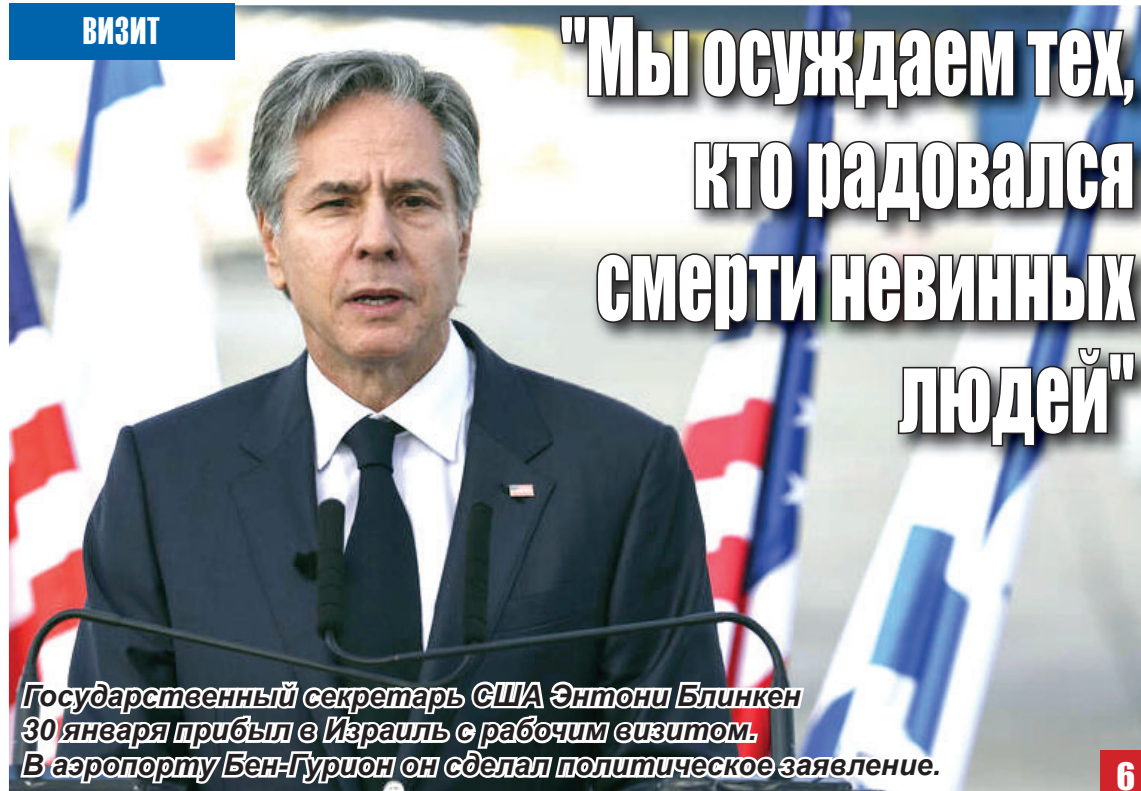 ВИЗИТ
"Мы осуждаем тех,
кто радовался
смерти невинных
людей"
Государственный секретарь США Энтони Блинкен
30 января прибыл в Израиль с рабочим визитом.
В аэропорту Бен-Гурион он сделал политическое заявление.
6